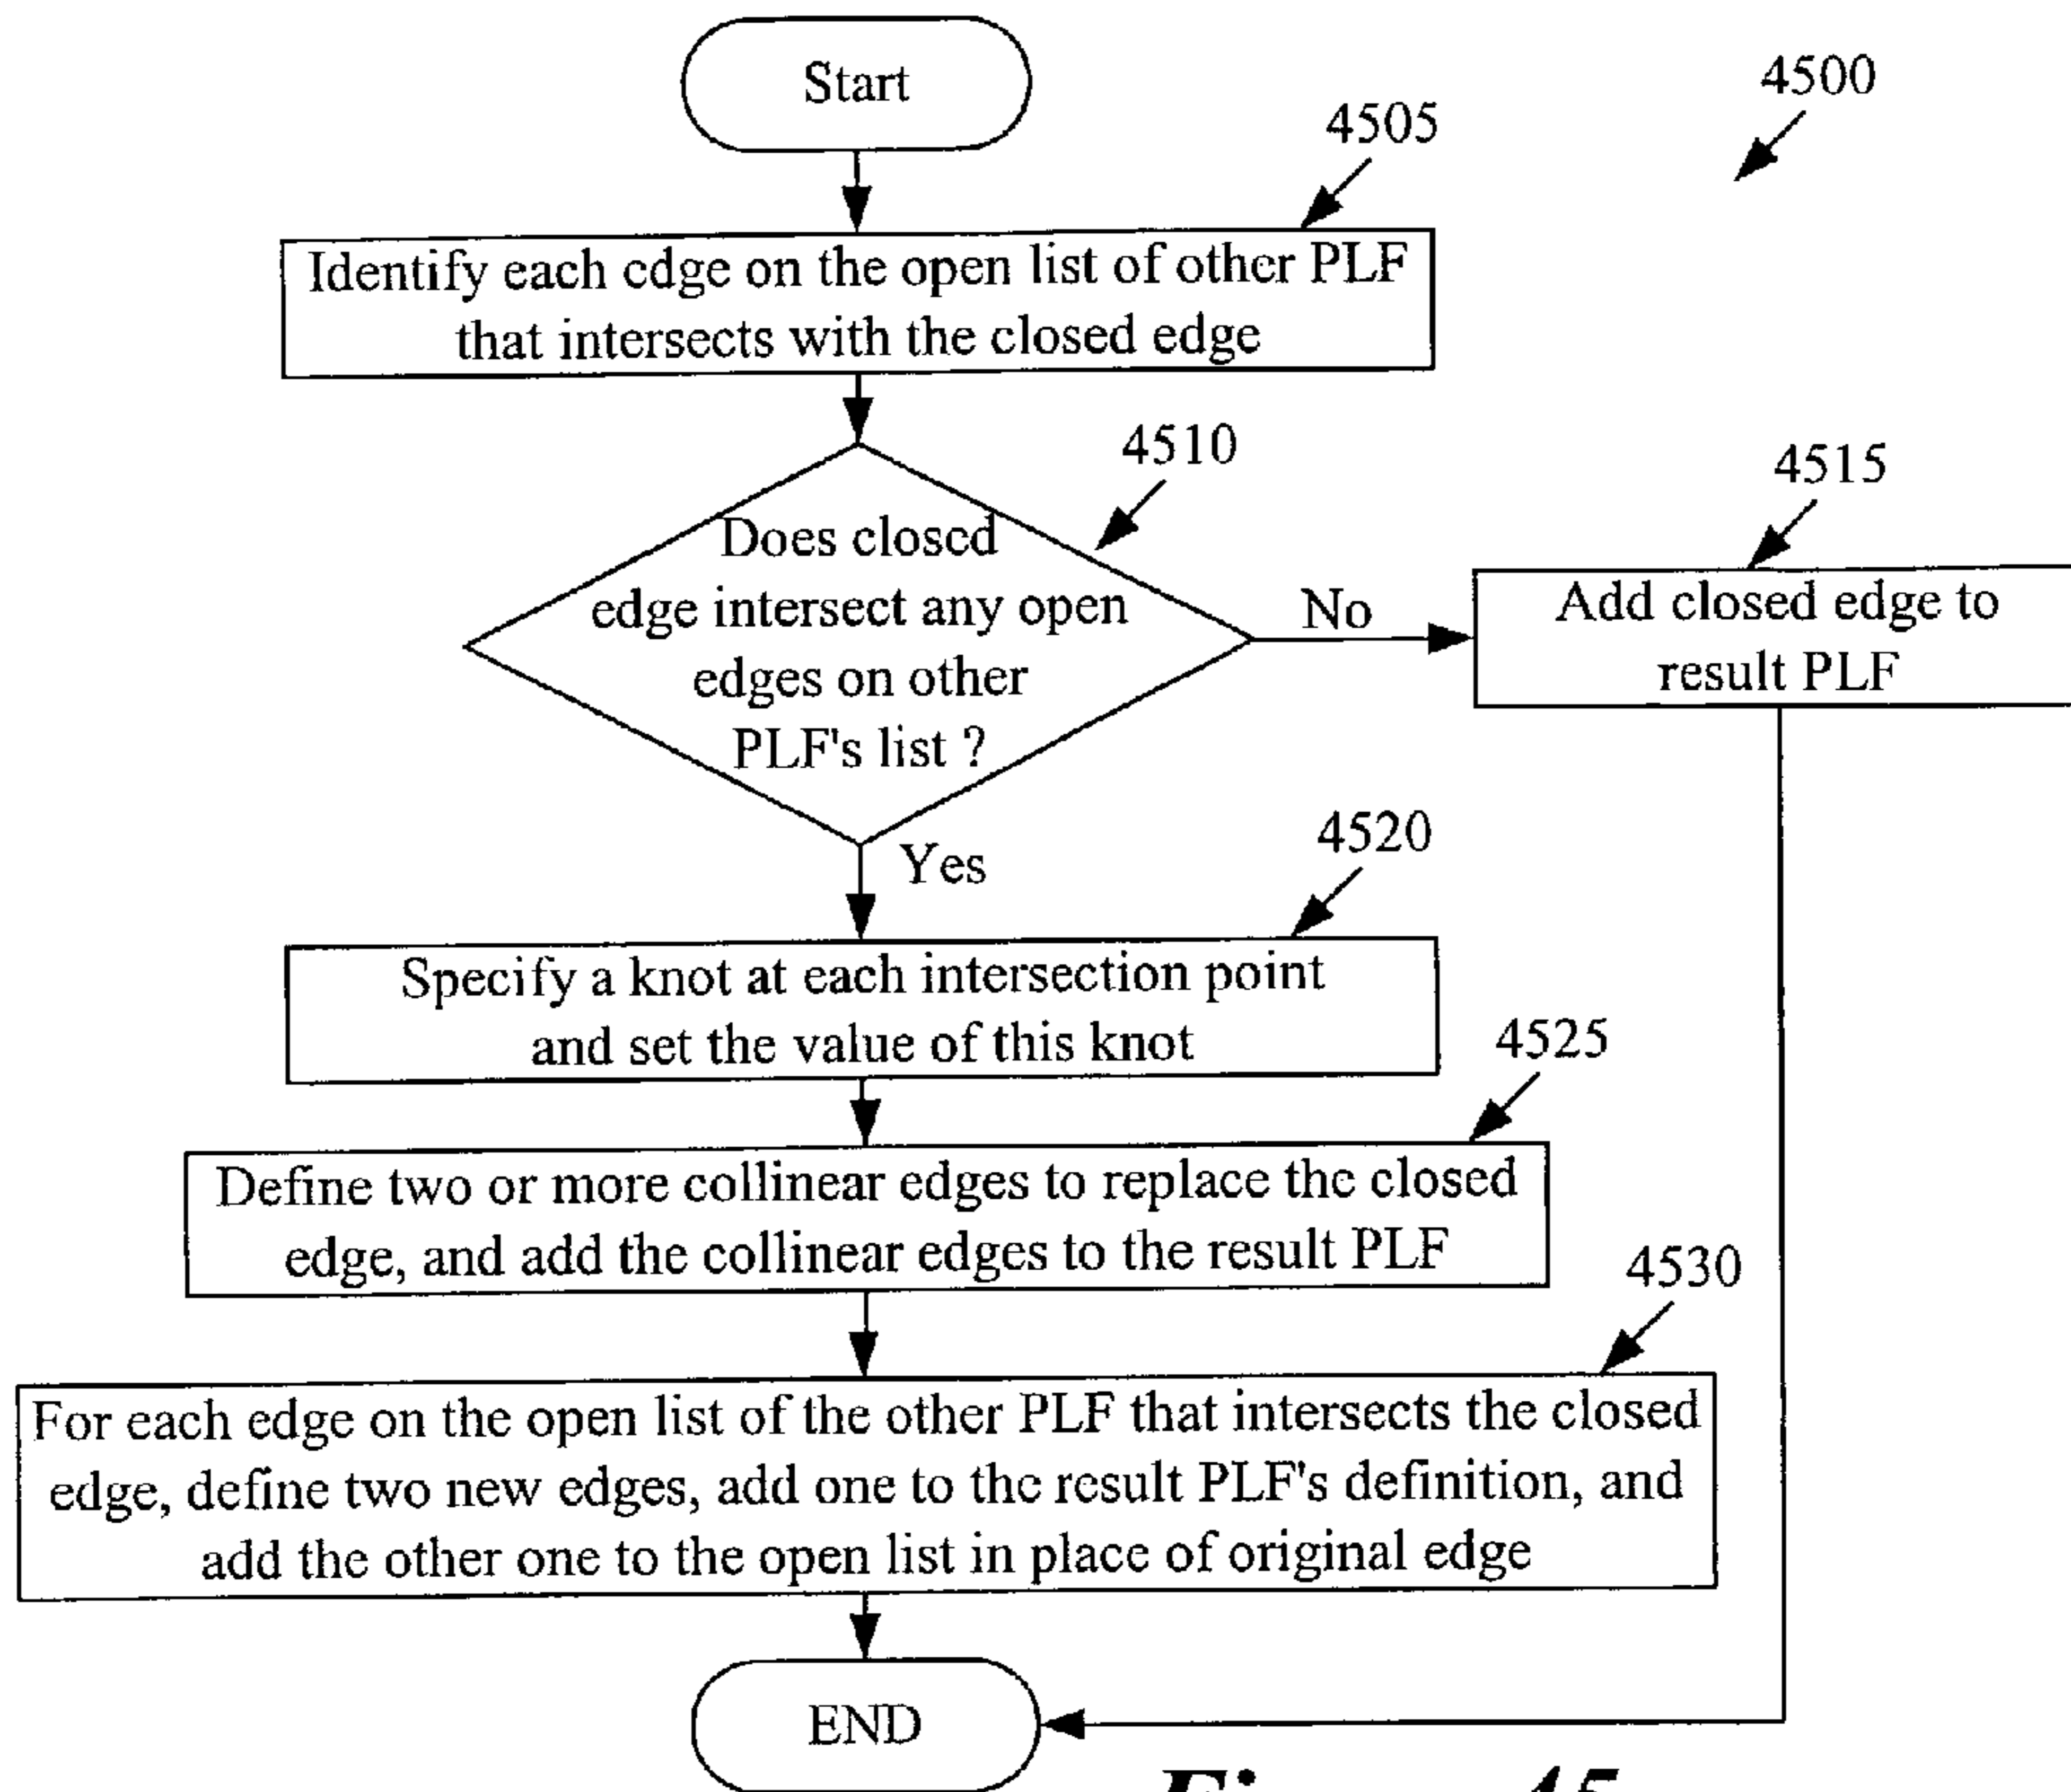 Start
4500
4505
Identify each edge on the open list of other PLF
that intersects with the closed edge
4510
Does closed
edge intersect any open
edges on other
PLF's list ?
No
4515
Add closed edge to
result PLF
Yes
4520
Specify a knot at each intersection point
and set the value of this knot
4525
Define two or more collinear edges to replace the closed
edge, and add the collinear edges to the result PLF
4530
For each edge on the open list of the other PLF that intersects the closed
edge, define two new edges, add one to the result PLF's definition, and
add the other one to the open list in place of original edge
END